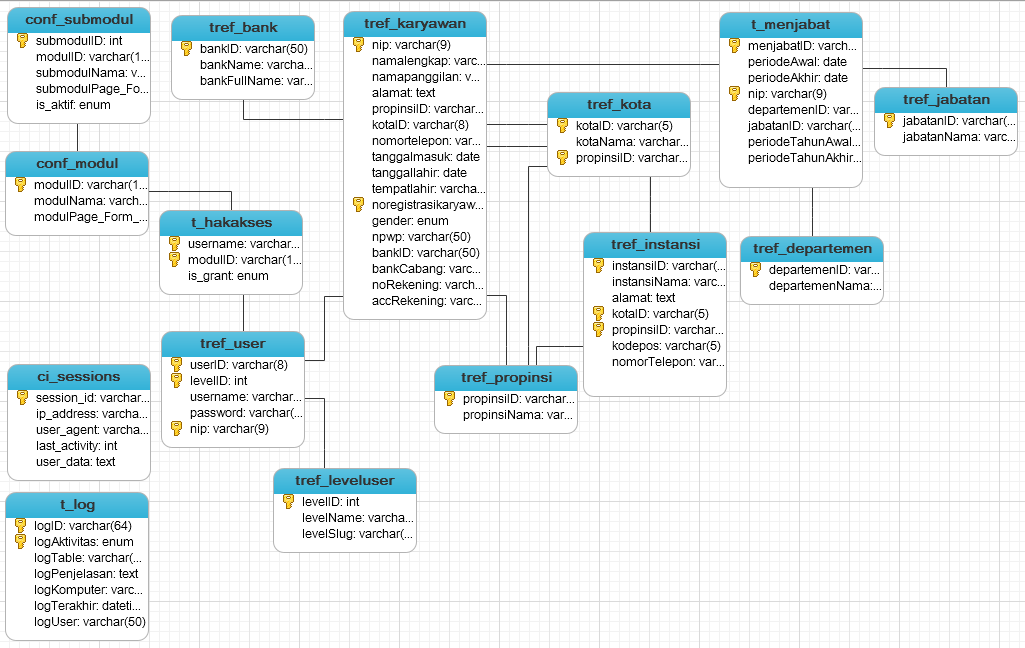 conf_submodul
submodulID: int
modulID: varchar(1...
submodulNama: v...
submodulPage_Fo...
is_aktif: enum
tref_bank
bankID: varchar(50)
bankName: varcha...
bankFullName: var...
tref_karyawan
nip: varchar(9)
namalengkap: varc...
namapanggilan: v...
alamat: text
propinsiID: varchar...
kotaID: varchar(8)
nomortelepon: var...
tanggalmasuk: date
tanggallahir: date
tempatlahir: varcha...
noregistrasikaryaw...
gender: enum
npwp: varchar(50)
bankID: varchar(50)
bankCabang: varc...
noRekening: varch...
accRekening: varc...
t_menjabat
menjabatID: varch...
periodeAwal: date
periodeAkhir: date
nip: varchar(9)
departemenID: var...
jabatanID: varchar(...
periodeTahunAwal...
periodeTahunAkhir...
tref_kota
kotaID: varchar(5)
kotaNama: varchar...
propinsiID: varchar...
tref_jabatan
jabatanID: varchar(...
jabatanNama: varc...
conf_modul
modulID: varchar(1...
modulNama: varch...
modulPage_Form_...
t_hakakses
username: varchar...
modulID: varchar(1...
is_grant: enum
tref_instansi
instansiID: varchar(...
instansiNama: varc...
alamat: text
kotaID: varchar(5)
propinsiID: varchar...
kodepos: varchar(5)
nomorTelepon: var...
tref_departemen
departemenID: var...
departemenNama:...
tref_user
userID: varchar(8)
levelID: int
username: varchar...
password: varchar(...
nip: varchar(9)
ci_sessions
session_id: varchar...
ip_address: varcha...
user_agent: varcha...
last_activity: int
user_data: text
tref_propinsi
propinsiID: varchar...
propinsiNama: var...
tref_leveluser
levelID: int
levelName: varcha...
levelSlug: varchar(...
t_log
logID: varchar(64)
logAktivitas: enum
logTable: varchar(...
logPenjelasan: text
logKomputer: varc...
logTerakhir: dateti...
logUser: varchar(50)